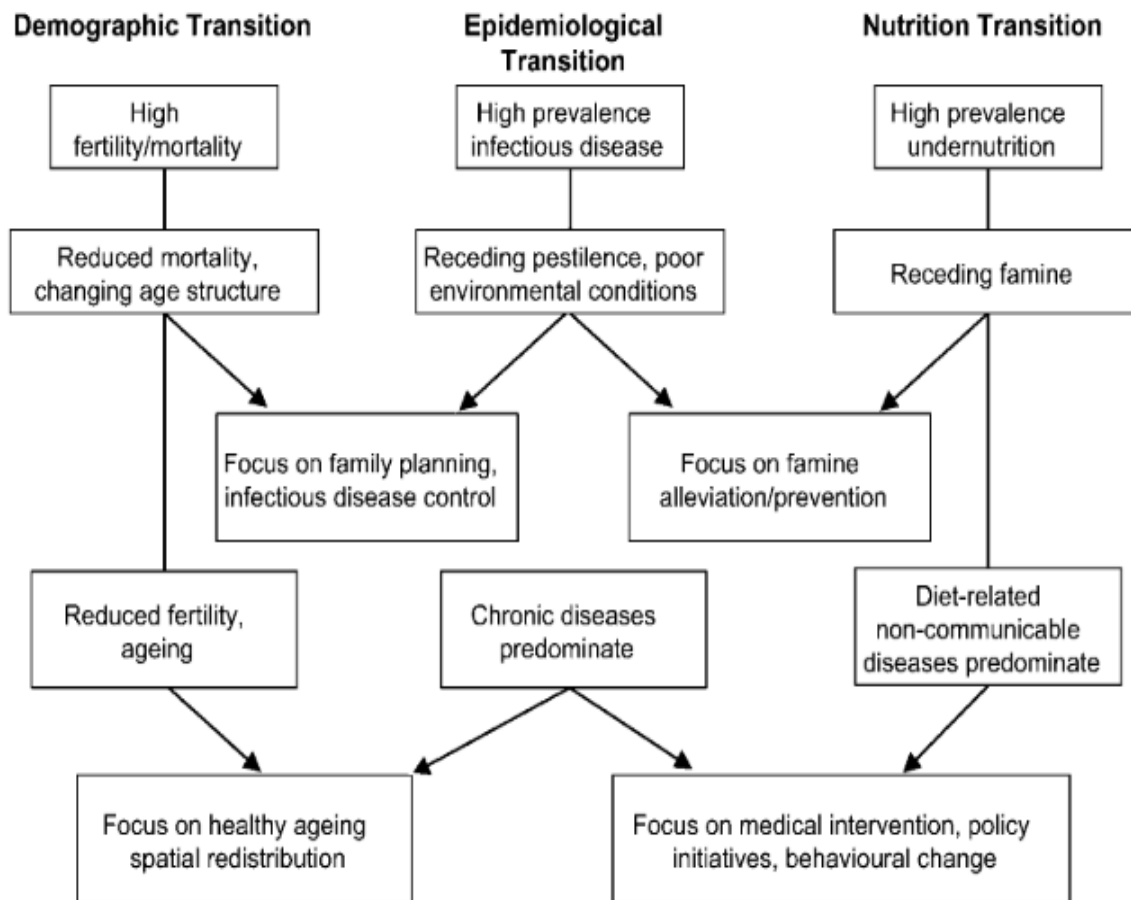 Demographic Transition
Epidemiological
Transition
Nutrition Transition
High
fertility/mortality
High prevalence
infectious disease
High prevalence
undernutrition
Reduced mortality,
changing age structure
Receding pestilence, poor
environmental conditions
Receding famine
Focus on family planning,
infectious disease control
Focus on famine
alleviation/prevention
Reduced fertility,
ageing
Chronic diseases
predominate
Diet-related
non-communicable
diseases predominate
Focus on healthy ageing
spatial redistribution
Focus on medical intervention, policy
initiatives, behavioural change